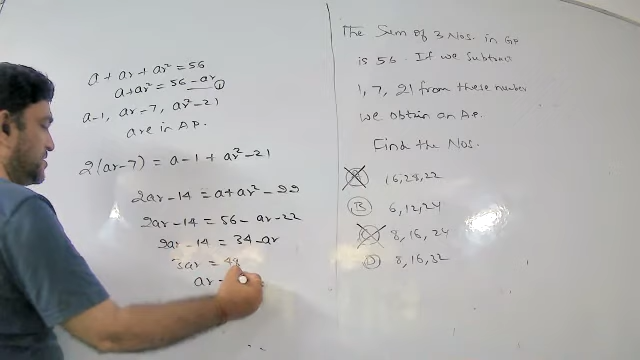 a + ar + ar² = 56
a + ar² = 56 - ar ①
a-1, ar-7, ar²-21
are in AP.
2(ar-7) = a-1 + ar²-21
2ar-14 = a+ar²-22
2ar-14 = 56-ar-22
2ar-14 = 34-ar
3ar = 48
ar
The Sum of 3 Nos. in GP
is 56. If we subtract
1, 7, 21 from these number
we obtain an AP.
Find the Nos.
16,28,22
B 6,12,24
C 8,16,24
D 8,16,32